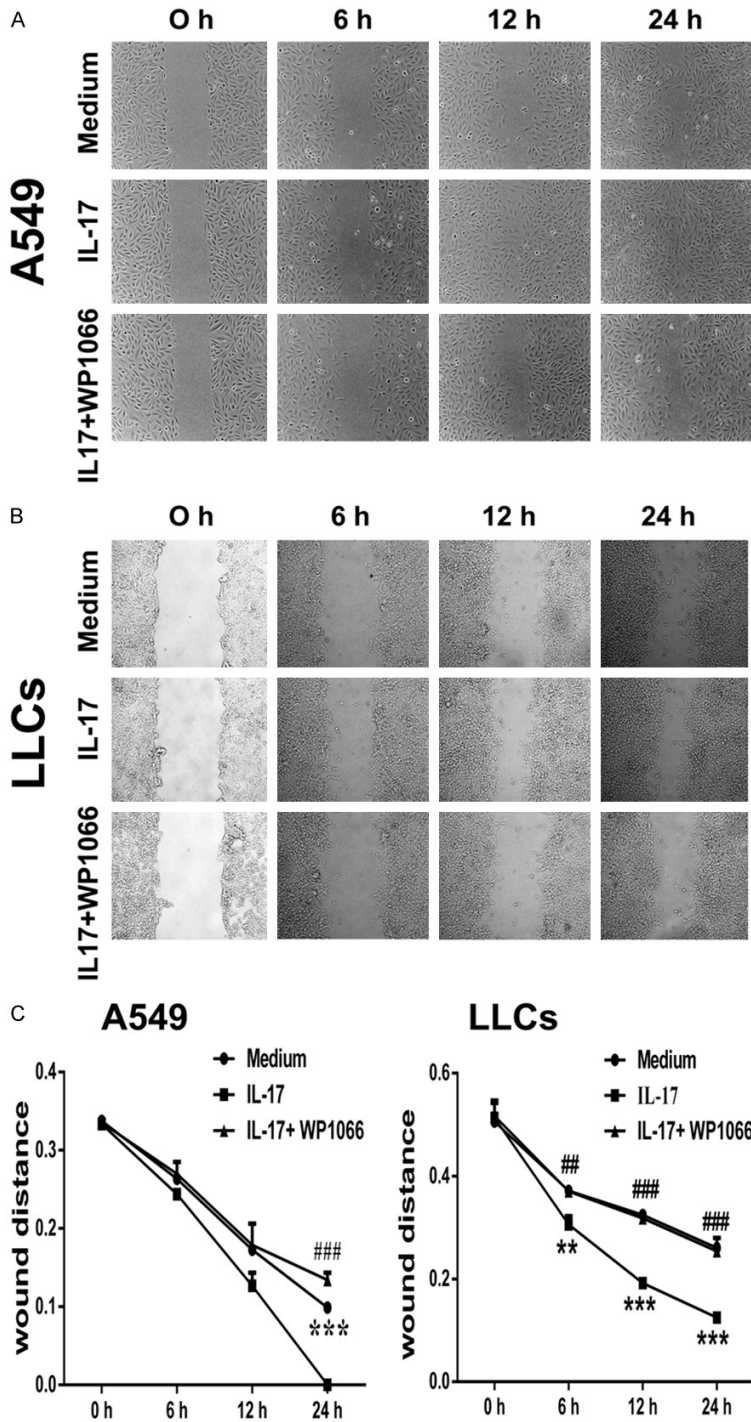 A
O h 6 h 12 h 24 h
A549
Medium
IL-17
IL17+WP1066
B
O h 6 h 12 h 24 h
LLCs
Medium
IL-17
IL17+WP1066
C
A549
Medium
IL-17
IL-17+ WP1066
wound distance
0.4
0.3
0.2
0.1
0.0
###
***
0 h 6 h 12 h 24 h
LLCs
Medium
IL-17
IL-17+ WP1066
wound distance
0.6
0.4
0.2
0.0
## ### ###
** *** ***
0 h 6 h 12 h 24 h